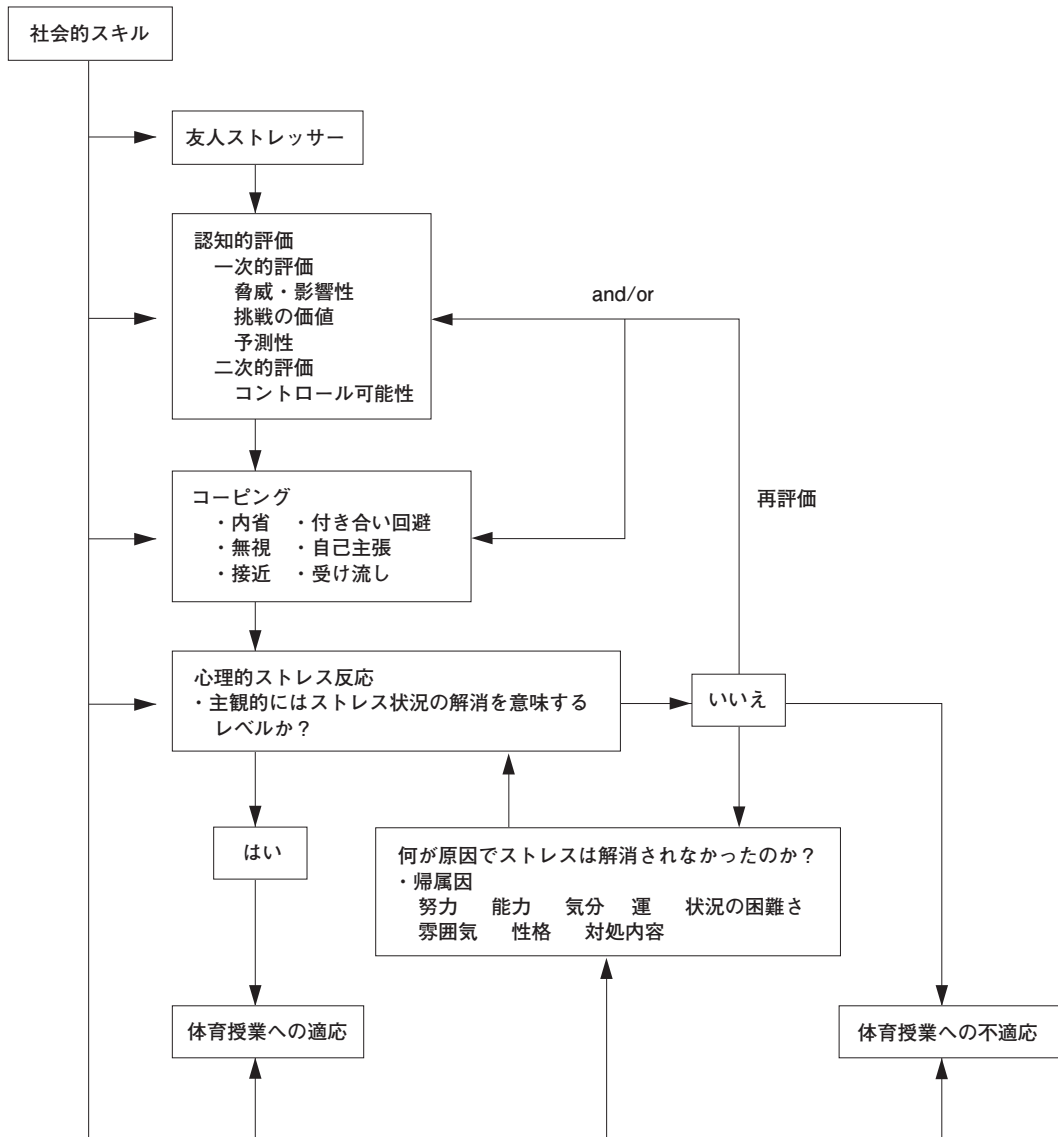 社会的スキル
友人ストレッサー
認知的評価
一次的評価
脅威・影響性
挑戦の価値
予測性
二次的評価
コントロール可能性
and/or
再評価
コーピング
・内省 ・付き合い回避
・無視 ・自己主張
・接近 ・受け流し
心理的ストレス反応
・主観的にはストレス状況の解消を意味する
レベルか？
いいえ
はい
何が原因でストレスは解消されなかったのか？
・帰属因
努力 能力 気分 運 状況の困難さ
雰囲気 性格 対処内容
体育授業への適応
体育授業への不適応